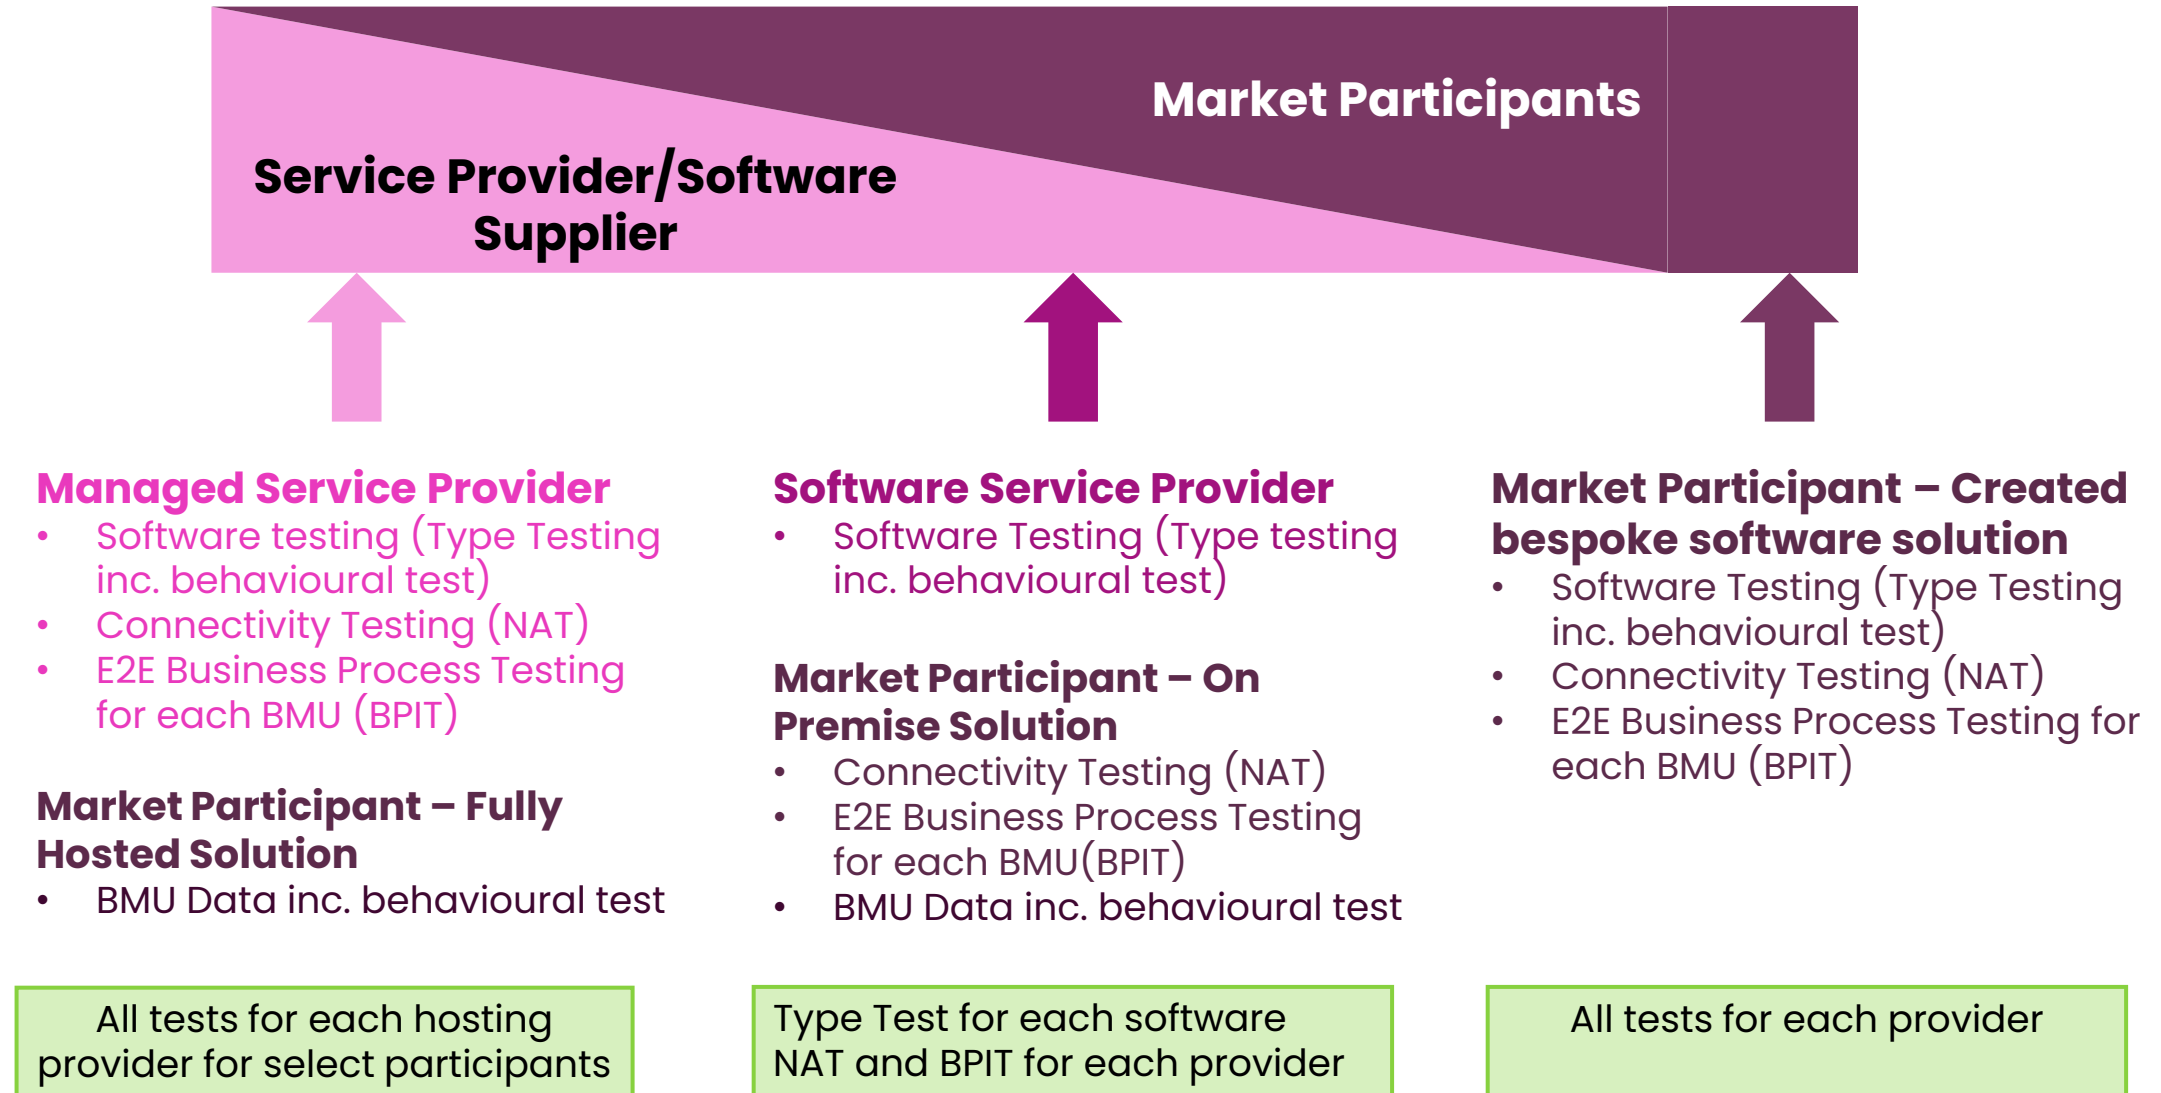 Market Participants
Service Provider/Software
Supplier
Managed Service Provider
• Software testing (Type Testing
inc. behavioural test)
• Connectivity Testing (NAT)
• E2E Business Process Testing
for each BMU (BPIT)
Market Participant – Fully
Hosted Solution
• BMU Data inc. behavioural test
All tests for each hosting
provider for select participants
Software Service Provider
• Software Testing (Type testing
inc. behavioural test)
Market Participant – On
Premise Solution
• Connectivity Testing (NAT)
• E2E Business Process Testing
for each BMU(BPIT)
• BMU Data inc. behavioural test
Type Test for each software
NAT and BPIT for each provider
Market Participant – Created
bespoke software solution
• Software Testing (Type Testing
inc. behavioural test)
• Connectivity Testing (NAT)
• E2E Business Process Testing for
each BMU (BPIT)
All tests for each provider